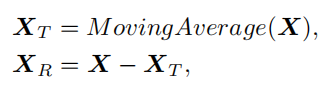 X_T = MovingAverage(X),
X_R = X − X_T,